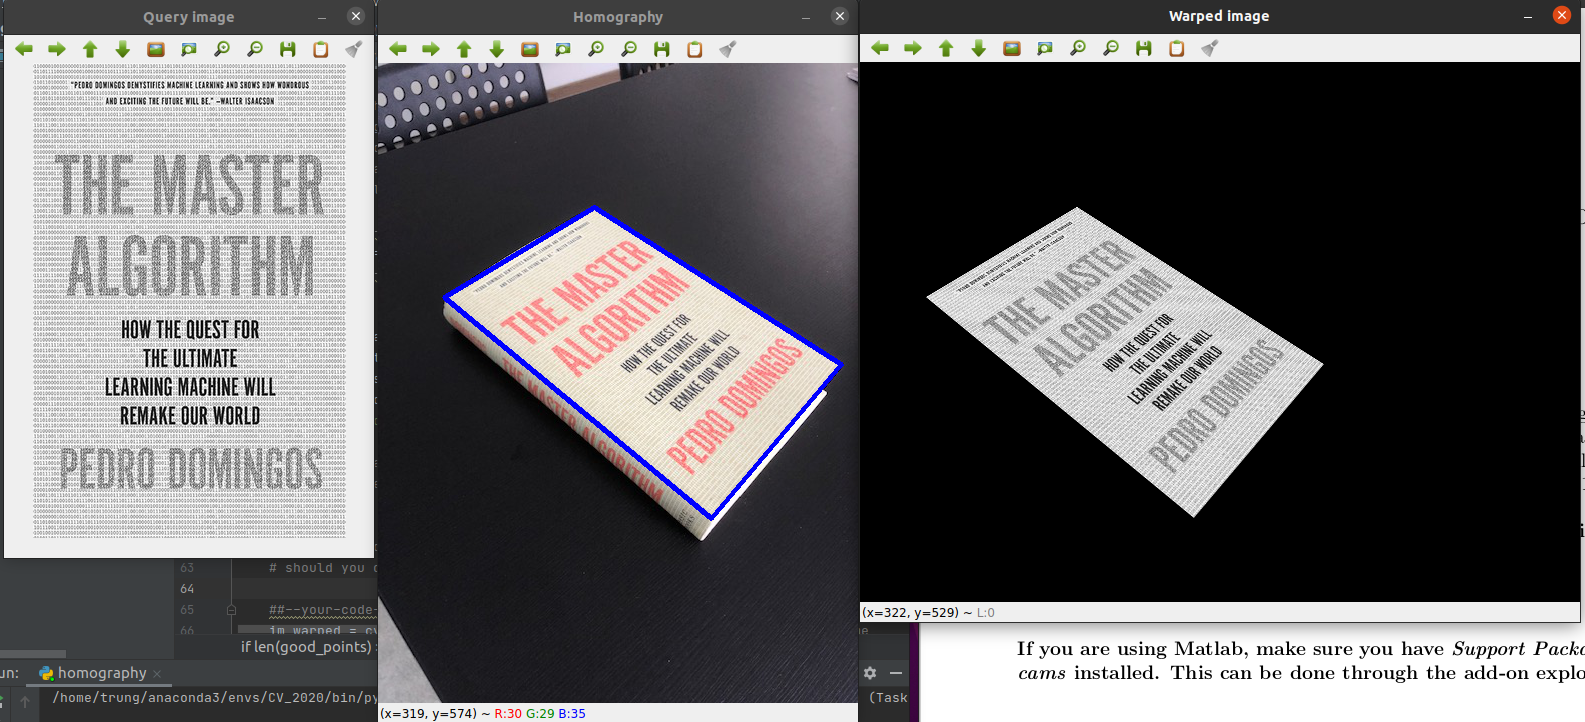 Query image
"PEDRO DOMINGOS DEMYSTIFIES MACHINE LEARNING AND SHOWS HOW WONDROUS
AND EXCITING THE FUTURE WILL BE." —WALTER ISAACSON
THE MASTER
ALGORITHM
HOW THE QUEST FOR
THE ULTIMATE
LEARNING MACHINE WILL
REMAKE OUR WORLD
PEDRO DOMINGOS
Homography
THE MASTER
ALGORITHM
HOW THE QUEST FOR
THE ULTIMATE
LEARNING MACHINE WILL
REMAKE OUR WORLD
PEDRO DOMINGOS
THE MASTER ALGORITHM
(x=319, y=574) ~ R:30 G:29 B:35
Warped image
THE MASTER
ALGORITHM
HOW THE QUEST FOR
THE ULTIMATE
LEARNING MACHINE WILL
REMAKE OUR WORLD
PEDRO DOMINGOS
(x=322, y=529) ~ L:0
63 # should you
64
65 ##--your-code-
66
if len(good_points)
un: homography
/home/trung/anaconda3/envs/CV_2020/bin/py
(Task
If you are using Matlab, make sure you have Support Packa
cams installed. This can be done through the add-on explo